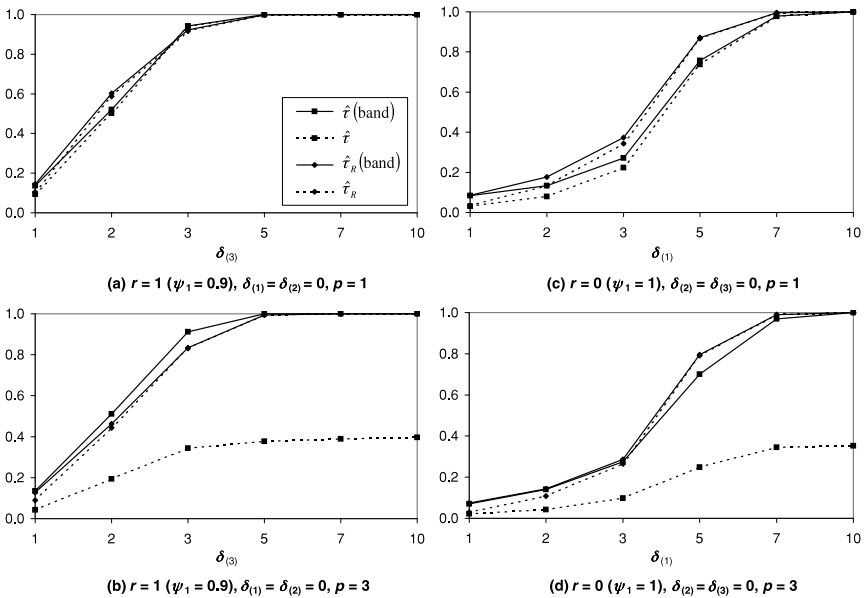 1.0
0.8
0.6
0.4
0.2
0.0
1 2 3 5 7 10
δ(3)
τ̂ (band)
τ̂
τ̂R (band)
τ̂R
(a) r = 1 (ψ1 = 0.9), δ(1) = δ(2) = 0, p = 1
1.0
0.8
0.6
0.4
0.2
0.0
1 2 3 5 7 10
δ(1)
(c) r = 0 (ψ1 = 1), δ(2) = δ(3) = 0, p = 1
1.0
0.8
0.6
0.4
0.2
0.0
1 2 3 5 7 10
δ(3)
(b) r = 1 (ψ1 = 0.9), δ(1) = δ(2) = 0, p = 3
1.0
0.8
0.6
0.4
0.2
0.0
1 2 3 5 7 10
δ(1)
(d) r = 0 (ψ1 = 1), δ(2) = δ(3) = 0, p = 3